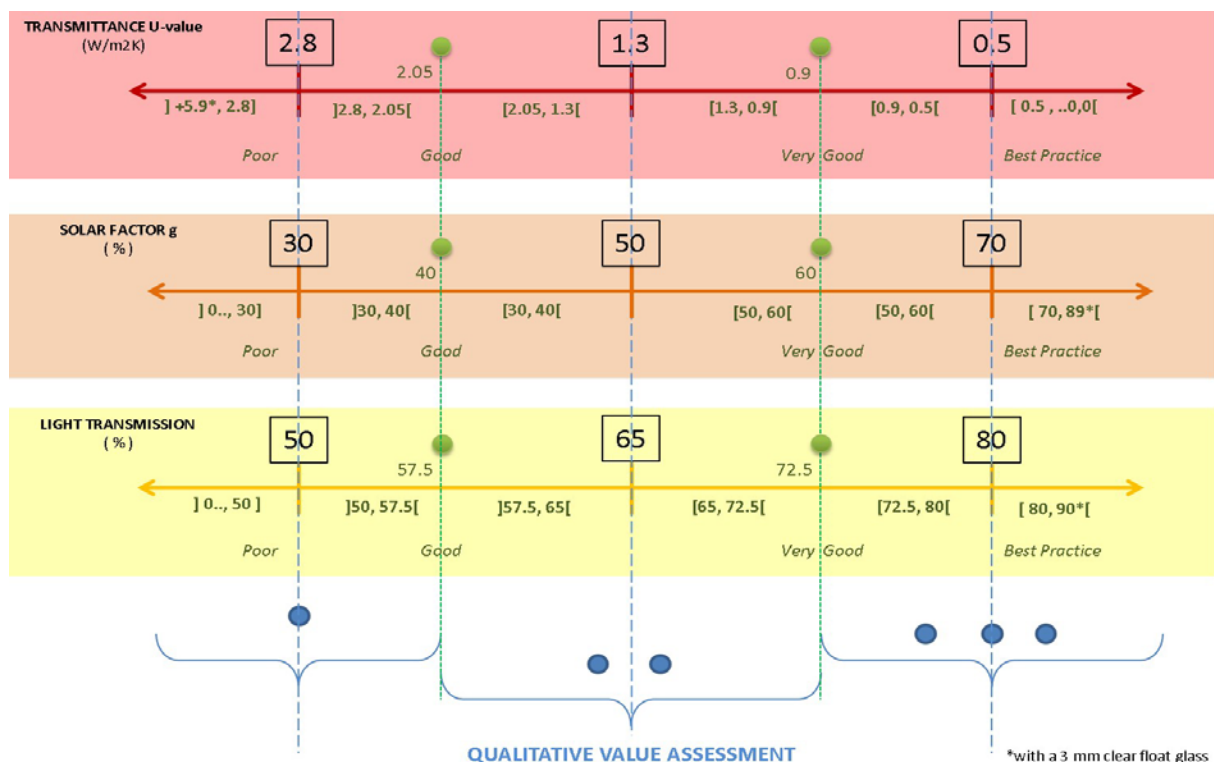 TRANSMITTANCE U-value
(W/m2K)
2.8
1.3
0.5
2.05
0.9
] +5.9*, 2.8]
]2.8, 2.05[
[2.05, 1.3[
[1.3, 0.9[
[0.9, 0.5[
[ 0.5 , ..0,0[
Poor
Good
Very Good
Best Practice
SOLAR FACTOR g
( % )
30
50
70
40
60
] 0.., 30]
]30, 40[
[30, 40[
[50, 60[
[50, 60[
[ 70, 89*[
Poor
Good
Very Good
Best Practice
LIGHT TRANSMISSION
( % )
50
65
80
57.5
72.5
] 0.., 50 ]
]50, 57.5[
]57.5, 65[
[65, 72.5[
[72.5, 80[
[ 80, 90*[
Poor
Good
Very Good
Best Practice
QUALITATIVE VALUE ASSESSMENT
*with a 3 mm clear float glass